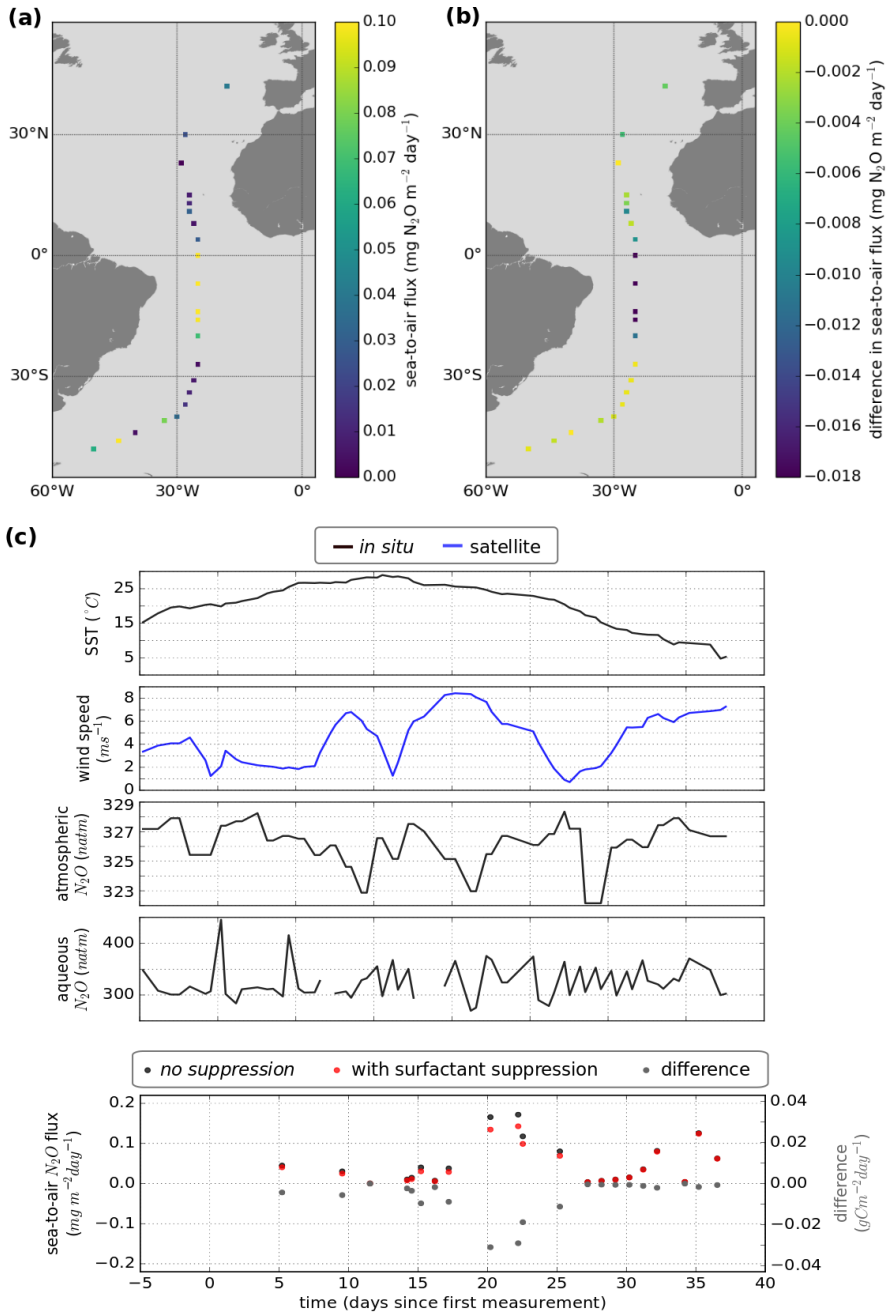 (a)
30°N
0°
30°S
60°W
30°W
0°
0.10
0.09
0.08
0.07
0.06
0.05
0.04
0.03
0.02
0.01
0.00
sea-to-air flux (mg N₂O m⁻² day⁻¹)
(b)
30°N
0°
30°S
60°W
30°W
0°
0.000
−0.002
−0.004
−0.006
−0.008
−0.010
−0.012
−0.014
−0.016
−0.018
difference in sea-to-air flux (mg N₂O m⁻² day⁻¹)
(c)
in situ satellite
SST (°C)
25
15
5
wind speed
(ms⁻¹)
8
6
4
2
0
atmospheric
N₂O (natm)
329
327
325
323
aqueous
N₂O (natm)
400
300
no suppression with surfactant suppression difference
sea-to-air N₂O flux
(mg m⁻²day⁻¹)
0.2
0.1
0.0
−0.1
−0.2
0.04
0.02
0.00
−0.02
−0.04
difference
(gCm⁻²day⁻¹)
−5 0 5 10 15 20 25 30 35 40
time (days since first measurement)